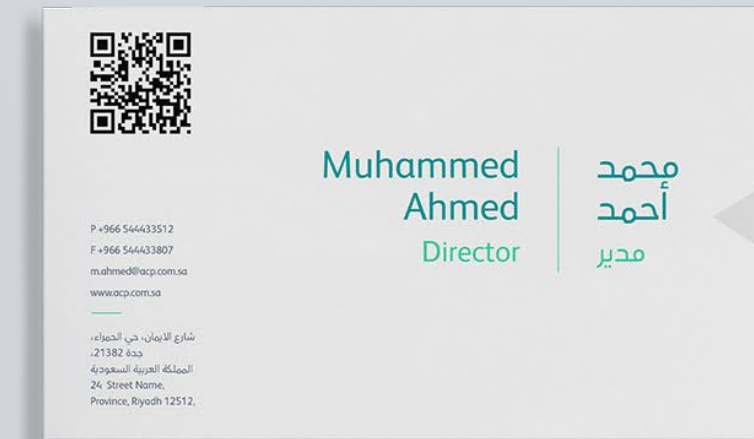 Muhammed
Ahmed
Director
محمد
أحمد
مدير
P +966 544433512
F +966 544433807
m.ahmed@acp.com.sa
www.acp.com.sa
شارع الايمان، حي الحمراء،
جدة 21382،
المملكة العربية السعودية
24 Street Name,
Province, Riyadh 12512,